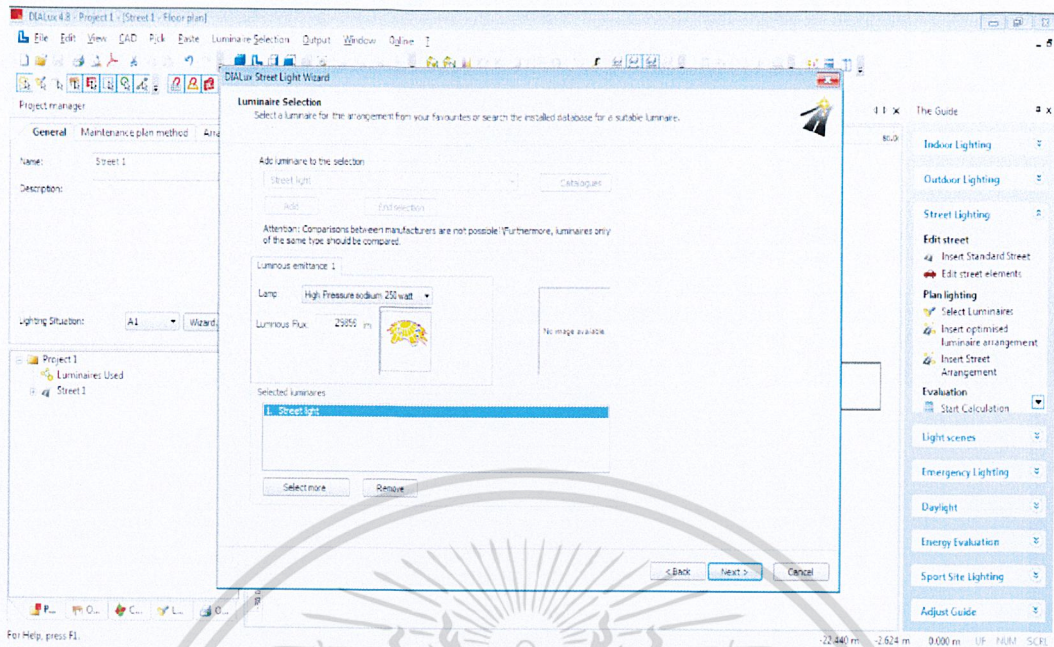 DIALux 4.8 - Project 1 - [Street 1 - Floor plan]
File Edit View CAD Pick Paste Luminaire Selection Output Window Online ?
DIALux Street Light Wizard
Project manager
General Maintenance plan method Arra
Name: Street 1
Description:
Lighting Situation: A1 Wizard.
Project 1
Luminaires Used
Street 1
P... O... C... L... O...
For Help, press F1.
Luminaire Selection
Select a luminaire for the arrangement from your favourites or search the installed database for a suitable luminaire.
Add luminaire to the selection
Street light Catalogues
Add End selection
Attention: Comparisons between manufacturers are not possible! \Furthermore, luminaires only
of the same type should be compared.
Luminous emittance 1
Lamp: High Pressure sodium 250 watt
Luminous Flux: 29856 m
No image available
Selected luminaires
1. Street light
Select more Remove
< Back Next > Cancel
The Guide
Indoor Lighting
Outdoor Lighting
Street Lighting
Edit street
Insert Standard Street
Edit street elements
Plan lighting
Select Luminaires
Insert optimised
luminaire arrangement
Insert Street
Arrangement
Evaluation
Start Calculation
Light scenes
Emergency Lighting
Daylight
Energy Evaluation
Sport Site Lighting
Adjust Guide
-22.440 m -2.624 m 0.000 m UF NUM SCRL